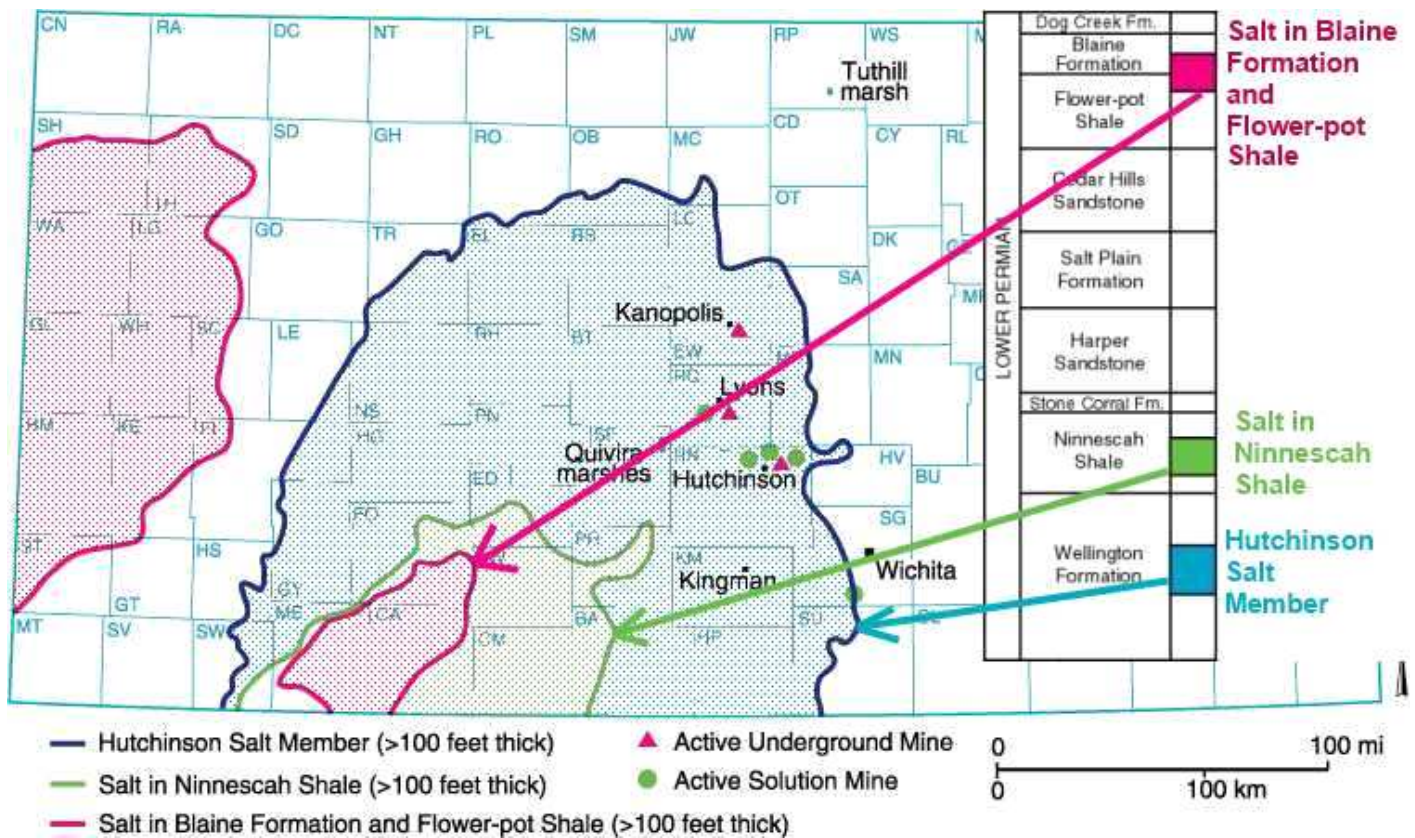 CN
RA
DC
NT
PL
SM
JW
RP
WS
Tuthill
marsh
SH
SD
GH
RO
OB
MC
CD
CY
RL
WA
LG
GO
TR
EL
RS
LC
OT
DK
SA
GL
WH
SC
LE
RH
BT
Kanopolis
EW
MN
HM
KE
FI
NS
HG
PN
SF
RC
Lyons
Quivira
marshes
RN
Hutchinson
HV
BU
ED
FO
ST
HS
GT
GY
PR
KM
Kingman
SG
Wichita
MT
SV
SW
ME
CA
CM
BA
HP
SU
LOWER PERMIAN
Dog Creek Fm.
Blaine
Formation
Flower-pot
Shale
Cedar Hills
Sandstone
Salt Plain
Formation
Harper
Sandstone
Stone Corral Fm.
Ninnescah
Shale
Wellington
Formation
Salt in Blaine
Formation
and
Flower-pot
Shale
Salt in
Ninnescah
Shale
Hutchinson
Salt
Member
Hutchinson Salt Member (>100 feet thick)
Salt in Ninnescah Shale (>100 feet thick)
Salt in Blaine Formation and Flower-pot Shale (>100 feet thick)
Active Underground Mine
Active Solution Mine
0 100 mi
0 100 km